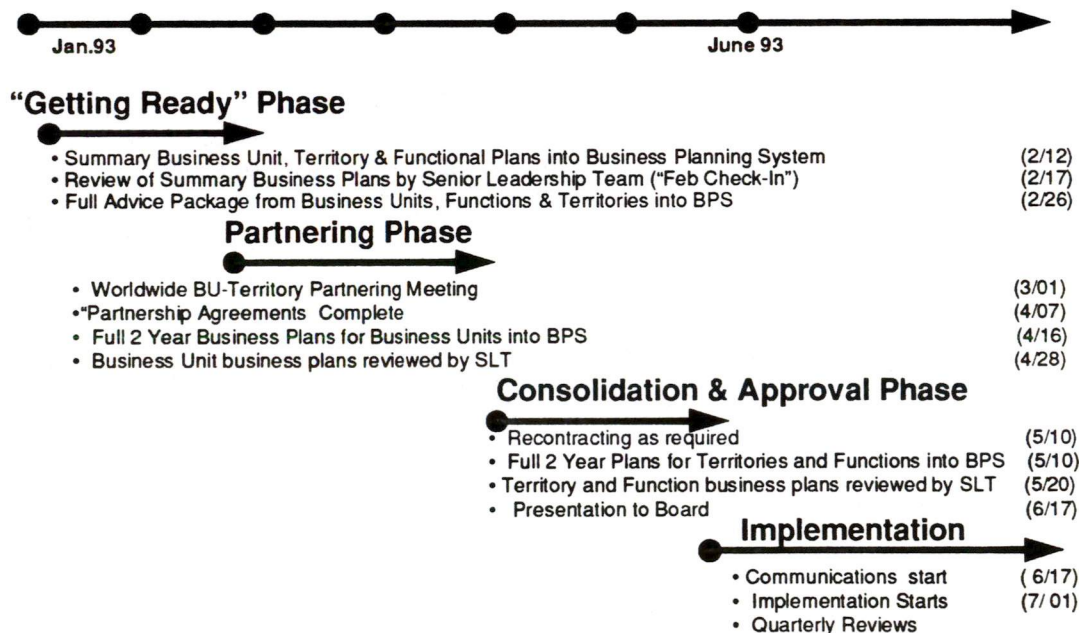 Jan.93 June 93
“Getting Ready” Phase
• Summary Business Unit, Territory & Functional Plans into Business Planning System (2/12)
• Review of Summary Business Plans by Senior Leadership Team (“Feb Check-In”) (2/17)
• Full Advice Package from Business Units, Functions & Territories into BPS (2/26)
Partnering Phase
• Worldwide BU-Territory Partnering Meeting (3/01)
•“Partnership Agreements Complete (4/07)
• Full 2 Year Business Plans for Business Units into BPS (4/16)
• Business Unit business plans reviewed by SLT (4/28)
Consolidation & Approval Phase
• Recontracting as required (5/10)
• Full 2 Year Plans for Territories and Functions into BPS (5/10)
• Territory and Function business plans reviewed by SLT (5/20)
• Presentation to Board (6/17)
Implementation
• Communications start ( 6/17)
• Implementation Starts (7/ 01)
• Quarterly Reviews